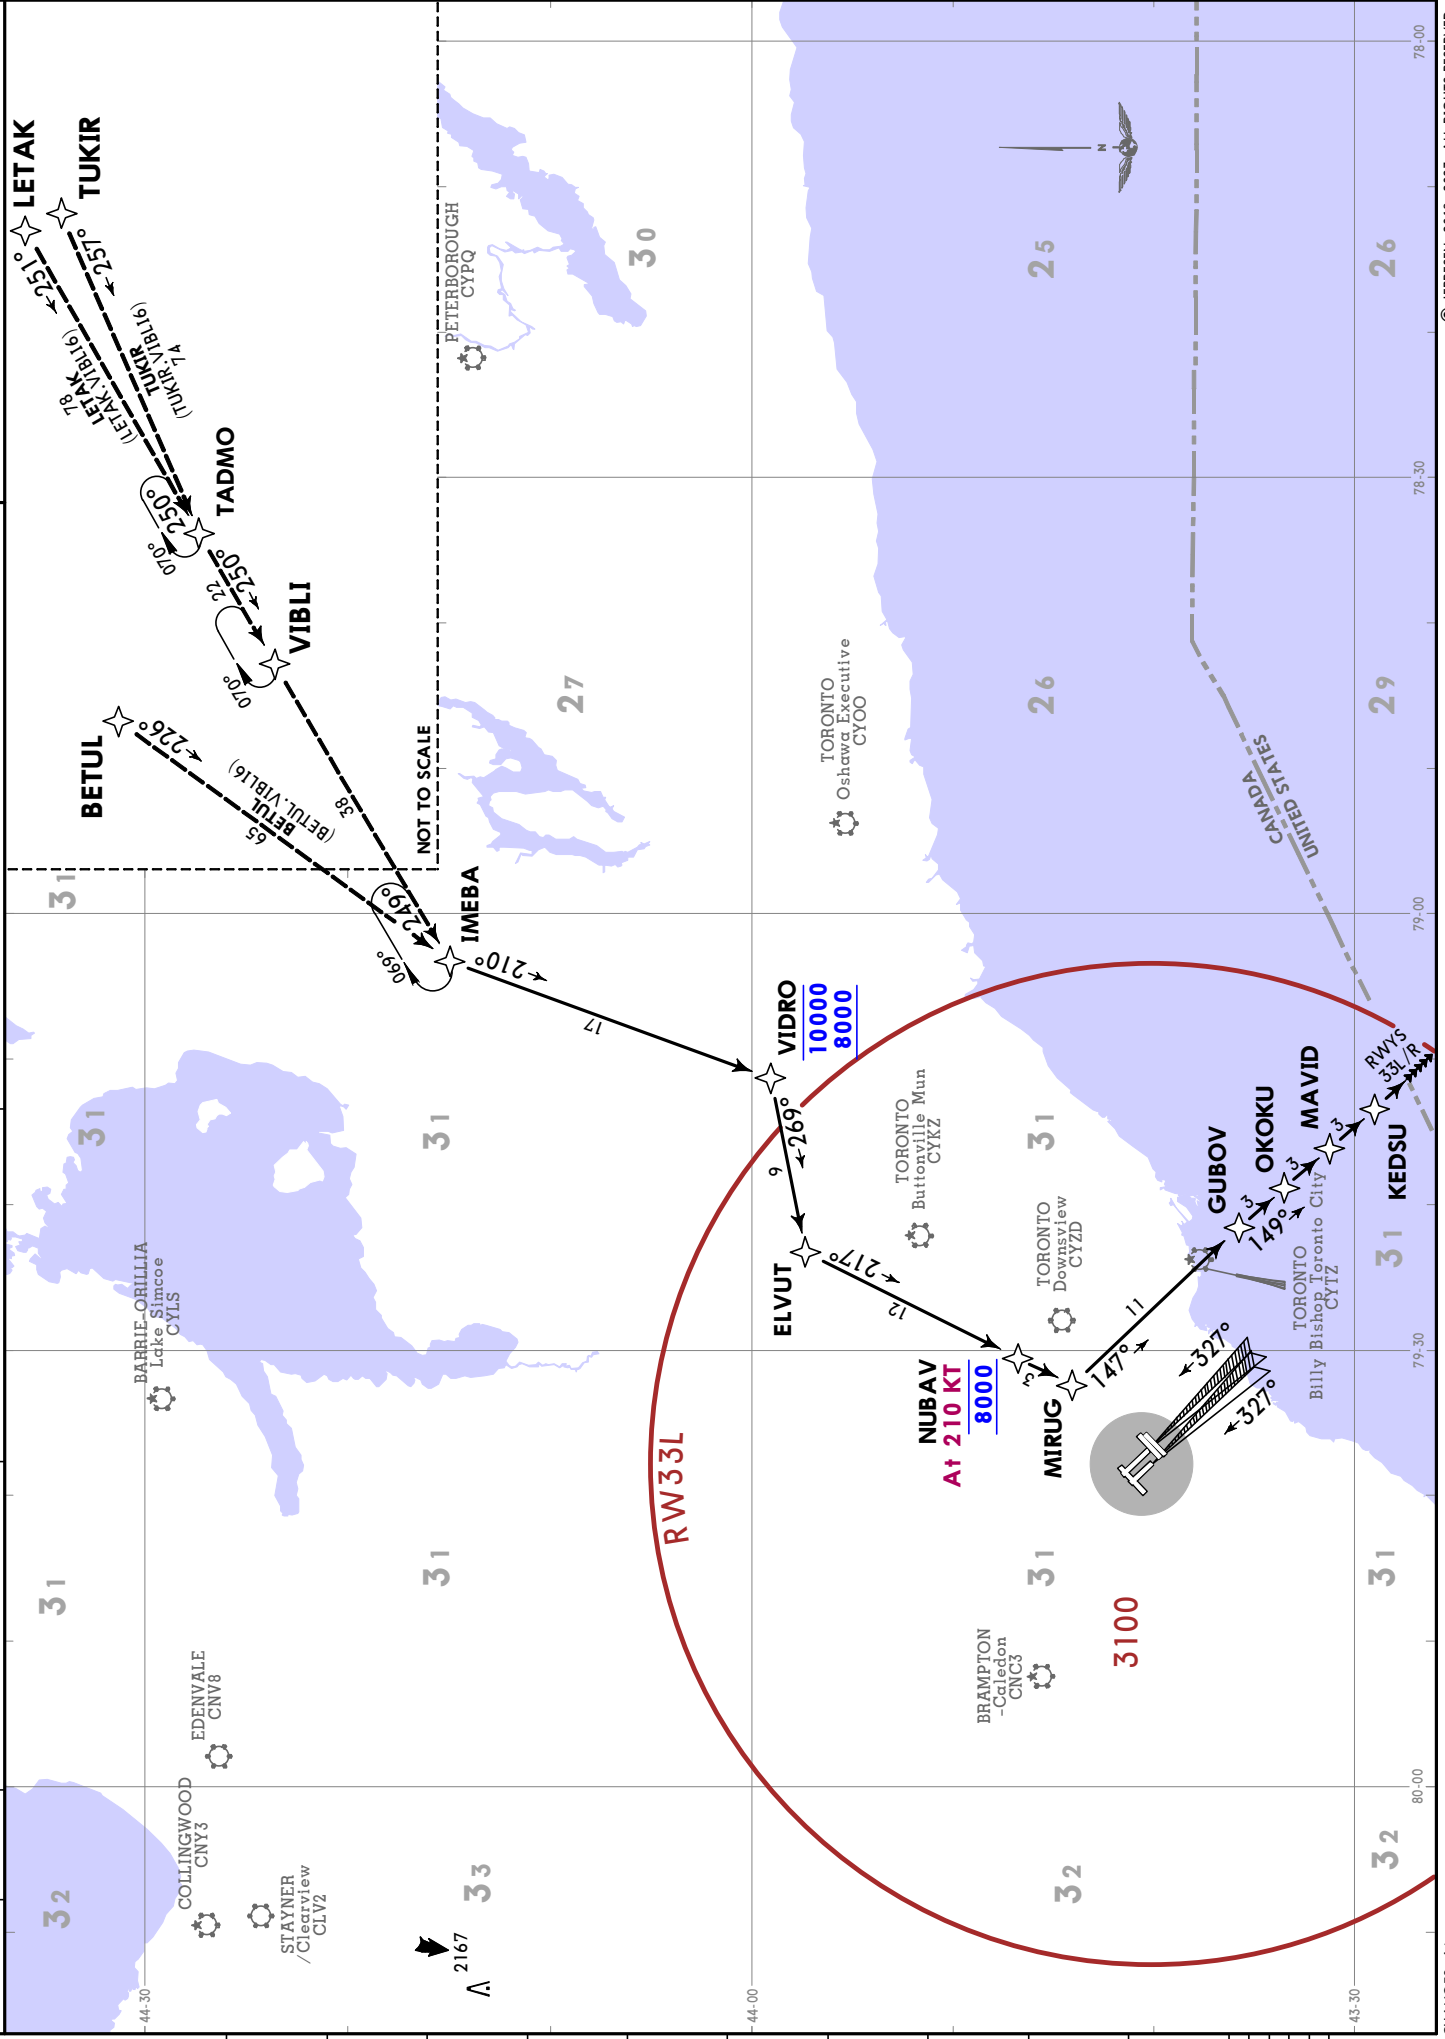 LETAK
TUKIR
251°
257°
78
LETAK
(LETAK.VIBLI6)
TUKIR
(TUKIR.VIBLI6)
74
TADMO
250°
070°
22
250°
VIBLI
070°
BETUL
226°
65
BETUL
(BETUL.VIBLI6)
38
NOT TO SCALE
IMEBA
249°
069°
210°
17
VIDRO
10000
8000
269°
9
ELVUT
217°
12
NUBAV
At 210 KT
8000
3
MIRUG
147°
11
GUBOV
149°
3
OKOKU
3
MAVID
3
KEDSU
RWYS
33L/R
327°
327°
RW33L
3100
PETERBOROUGH
CYPQ
TORONTO
Oshawa Executive
CYOO
TORONTO
Buttonville Mun
CYKZ
TORONTO
Downsview
CYZD
TORONTO
Billy Bishop Toronto City
CYTZ
BRAMPTON
-Caledon
CNC3
BARRIE-ORILLIA
Lake Simcoe
CYLS
EDENVALE
CNV8
COLLINGWOOD
CNY3
STAYNER
/Clearview
CLV2
2167
CANADA
UNITED STATES
N
30
25
26
27
26
29
31
31
31
31
31
31
31
31
31
32
33
32
32
78-00
78-30
79-00
79-30
80-00
44-30
44-00
43-30